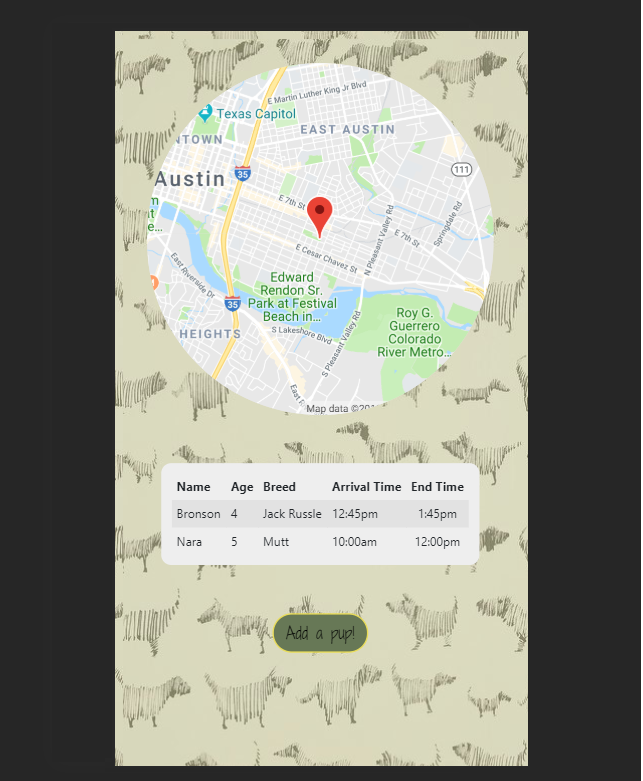 E Martin Luther King Jr Blvd
Texas Capitol
EAST AUSTIN
NTOWN
35
111
Austin
E 7th St
Springdale Rd
N Pleasant Valley Rd
E 7th St
E Cesar Chavez St
East Riverside Dr
Edward
Rendon Sr.
Park at Festival
Beach in...
35
Roy G.
Guerrero
Colorado
River Metro...
HEIGHTS
S Lakeshore Blvd
S Pleasant Valley Rd
Map data ©201
Name Age Breed Arrival Time End Time
Bronson 4 Jack Russle 12:45pm 1:45pm
Nara 5 Mutt 10:00am 12:00pm
Add a pup!